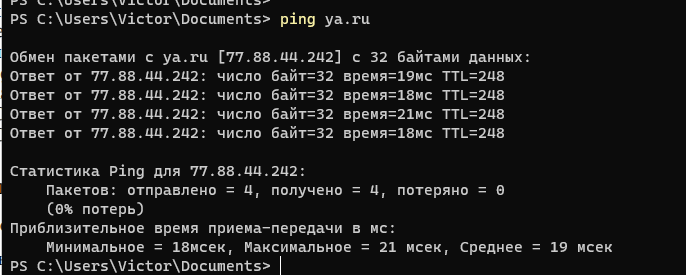 PS C:\Users\Victor\Documents>
PS C:\Users\Victor\Documents> ping ya.ru
Обмен пакетами с ya.ru [77.88.44.242] с 32 байтами данных:
Ответ от 77.88.44.242: число байт=32 время=19мс TTL=248
Ответ от 77.88.44.242: число байт=32 время=18мс TTL=248
Ответ от 77.88.44.242: число байт=32 время=21мс TTL=248
Ответ от 77.88.44.242: число байт=32 время=18мс TTL=248
Статистика Ping для 77.88.44.242:
Пакетов: отправлено = 4, получено = 4, потеряно = 0
(0% потерь)
Приблизительное время приема-передачи в мс:
Минимальное = 18мсек, Максимальное = 21 мсек, Среднее = 19 мсек
PS C:\Users\Victor\Documents>